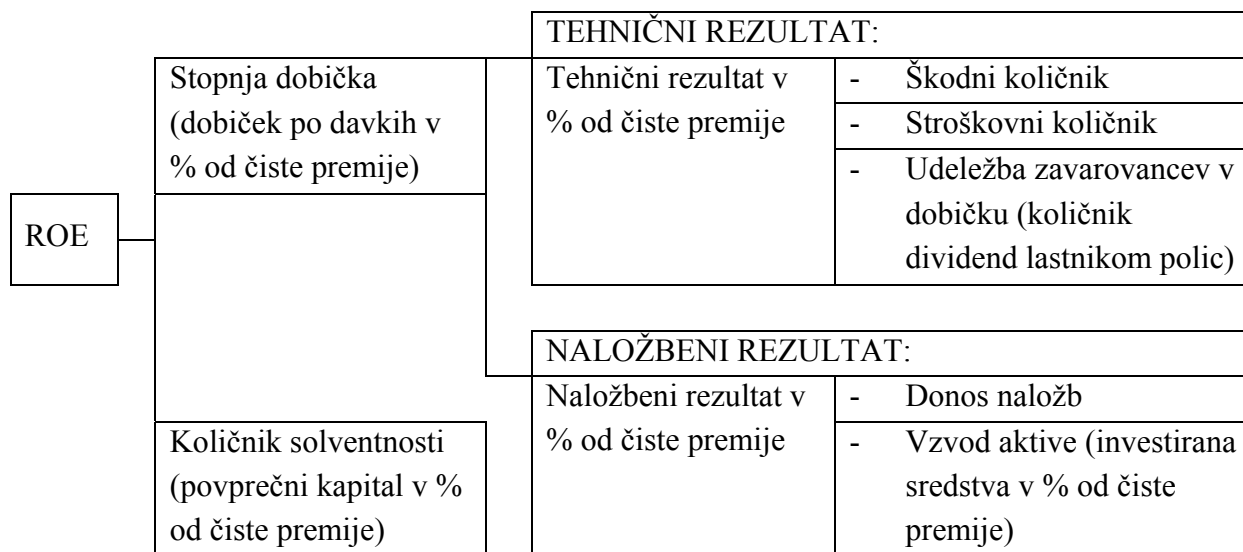 ROE
Stopnja dobička
(dobiček po davkih v
% od čiste premije)
Količnik solventnosti
(povprečni kapital v %
od čiste premije)
TEHNIČNI REZULTAT:
Tehnični rezultat v
% od čiste premije
- Škodni količnik
- Stroškovni količnik
- Udeležba zavarovancev v
dobičku (količnik
dividend lastnikom polic)
NALOŽBENI REZULTAT:
Naložbeni rezultat v
% od čiste premije
- Donos naložb
- Vzvod aktive (investirana
sredstva v % od čiste
premije)